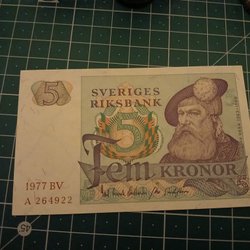 5
SVERIGES
RIKSBANK
5
Fem KRONOR
1977 BV
A 264922